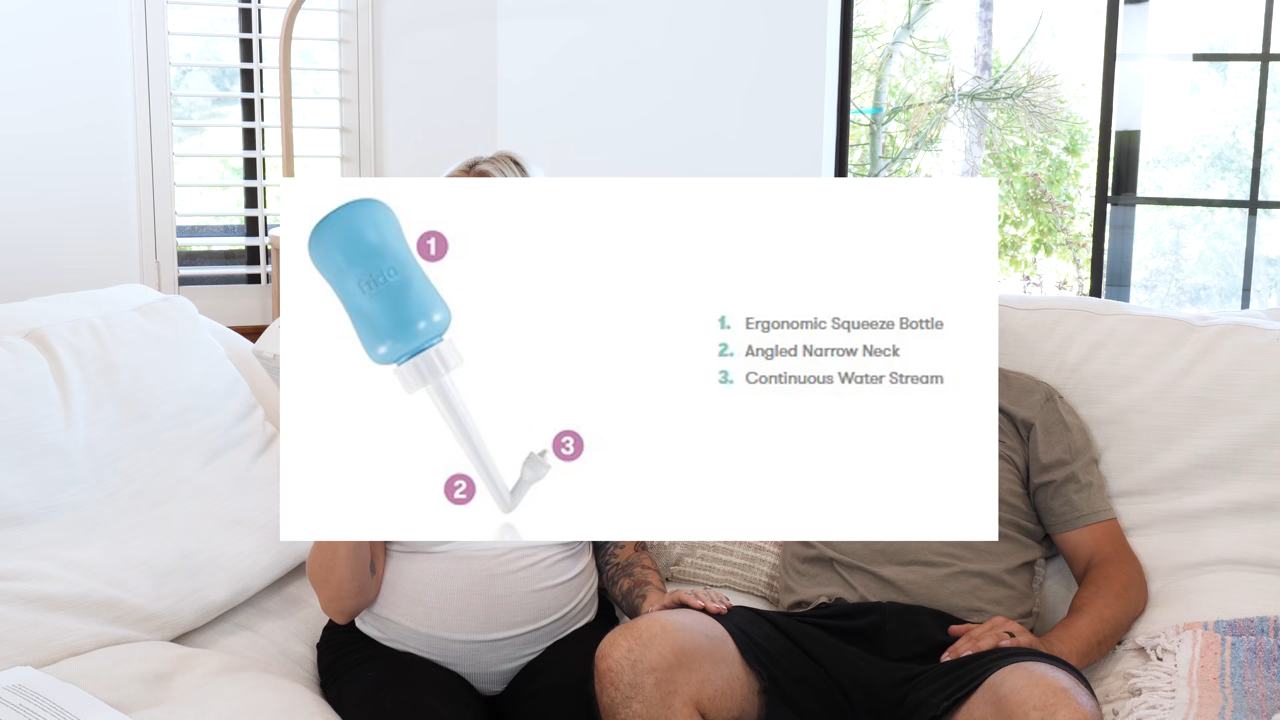 frida
1
2
3
1. Ergonomic Squeeze Bottle
2. Angled Narrow Neck
3. Continuous Water Stream